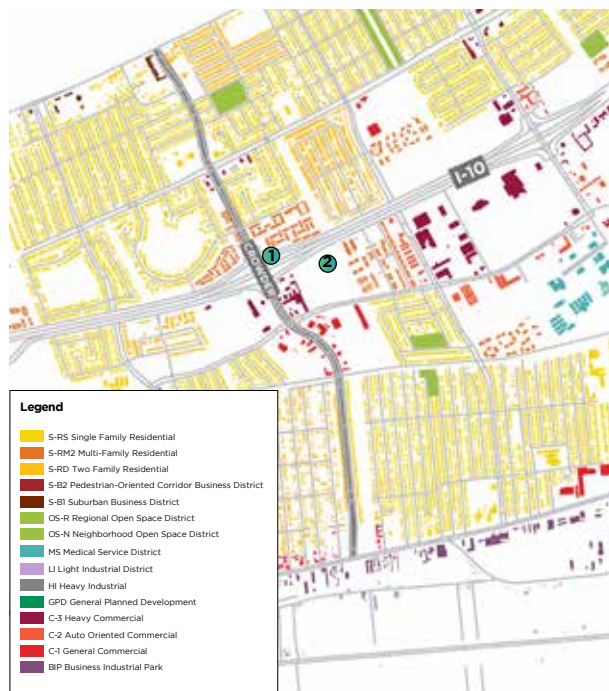 I-10
1
2
Crowder
Legend
S-RS Single Family Residential
S-RM2 Multi-Family Residential
S-RD Two Family Residential
S-B2 Pedestrian-Oriented Corridor Business District
S-B1 Suburban Business District
OS-R Regional Open Space District
OS-N Neighborhood Open Space District
MS Medical Service District
LI Light Industrial District
HI Heavy Industrial
GPD General Planned Development
C-3 Heavy Commercial
C-2 Auto Oriented Commercial
C-1 General Commercial
BIP Business Industrial Park